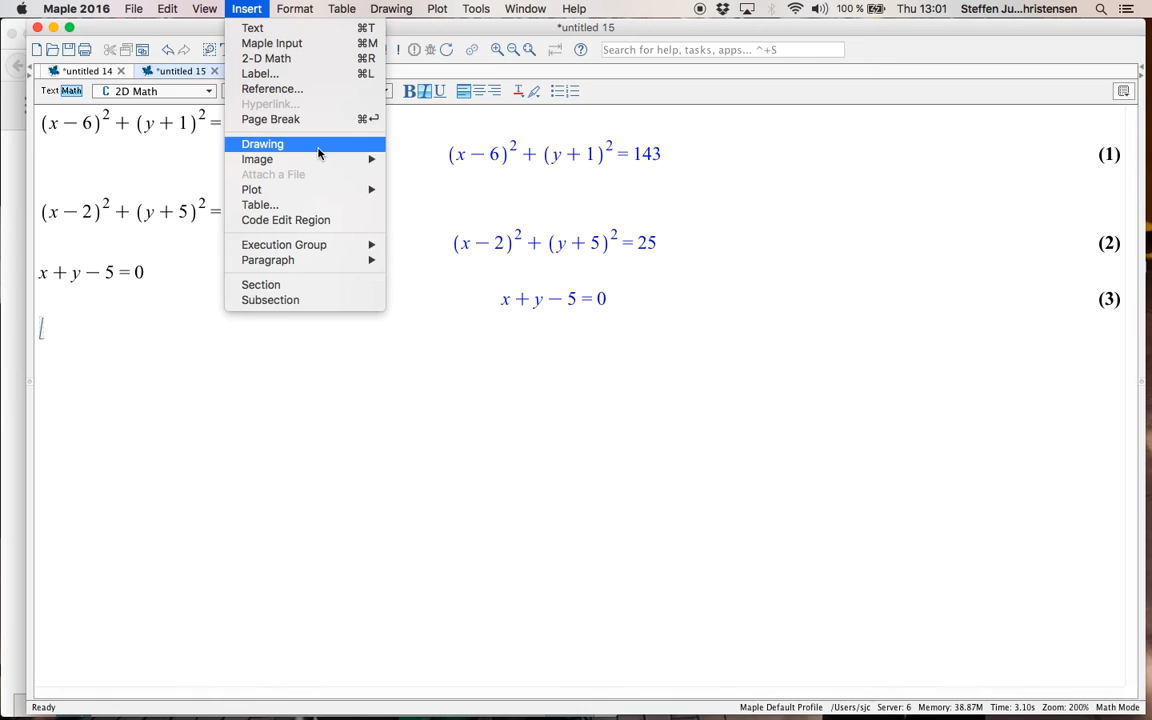 Maple 2016 File Edit View Insert Format Table Drawing Plot Tools Window Help 100 % Thu 13:01 Steffen Ju...hristensen
*untitled 15
Search for help, tasks, apps... ^+S
*untitled 14 *untitled 15
Text Math C 2D Math B I U
Text ⌘T
Maple Input ⌘M
2-D Math ⌘R
Label... ⌘L
Reference...
Hyperlink...
Page Break ⌘↩
Drawing
Image
Attach a File
Plot
Table...
Code Edit Region
Execution Group
Paragraph
Section
Subsection
(x − 6)² + (y + 1)² =
(x − 6)² + (y + 1)² = 143 (1)
(x − 2)² + (y + 5)² =
(x − 2)² + (y + 5)² = 25 (2)
x + y − 5 = 0
x + y − 5 = 0 (3)
Ready Maple Default Profile /Users/sjc Server: 6 Memory: 38.87M Time: 3.10s Zoom: 200% Math Mode